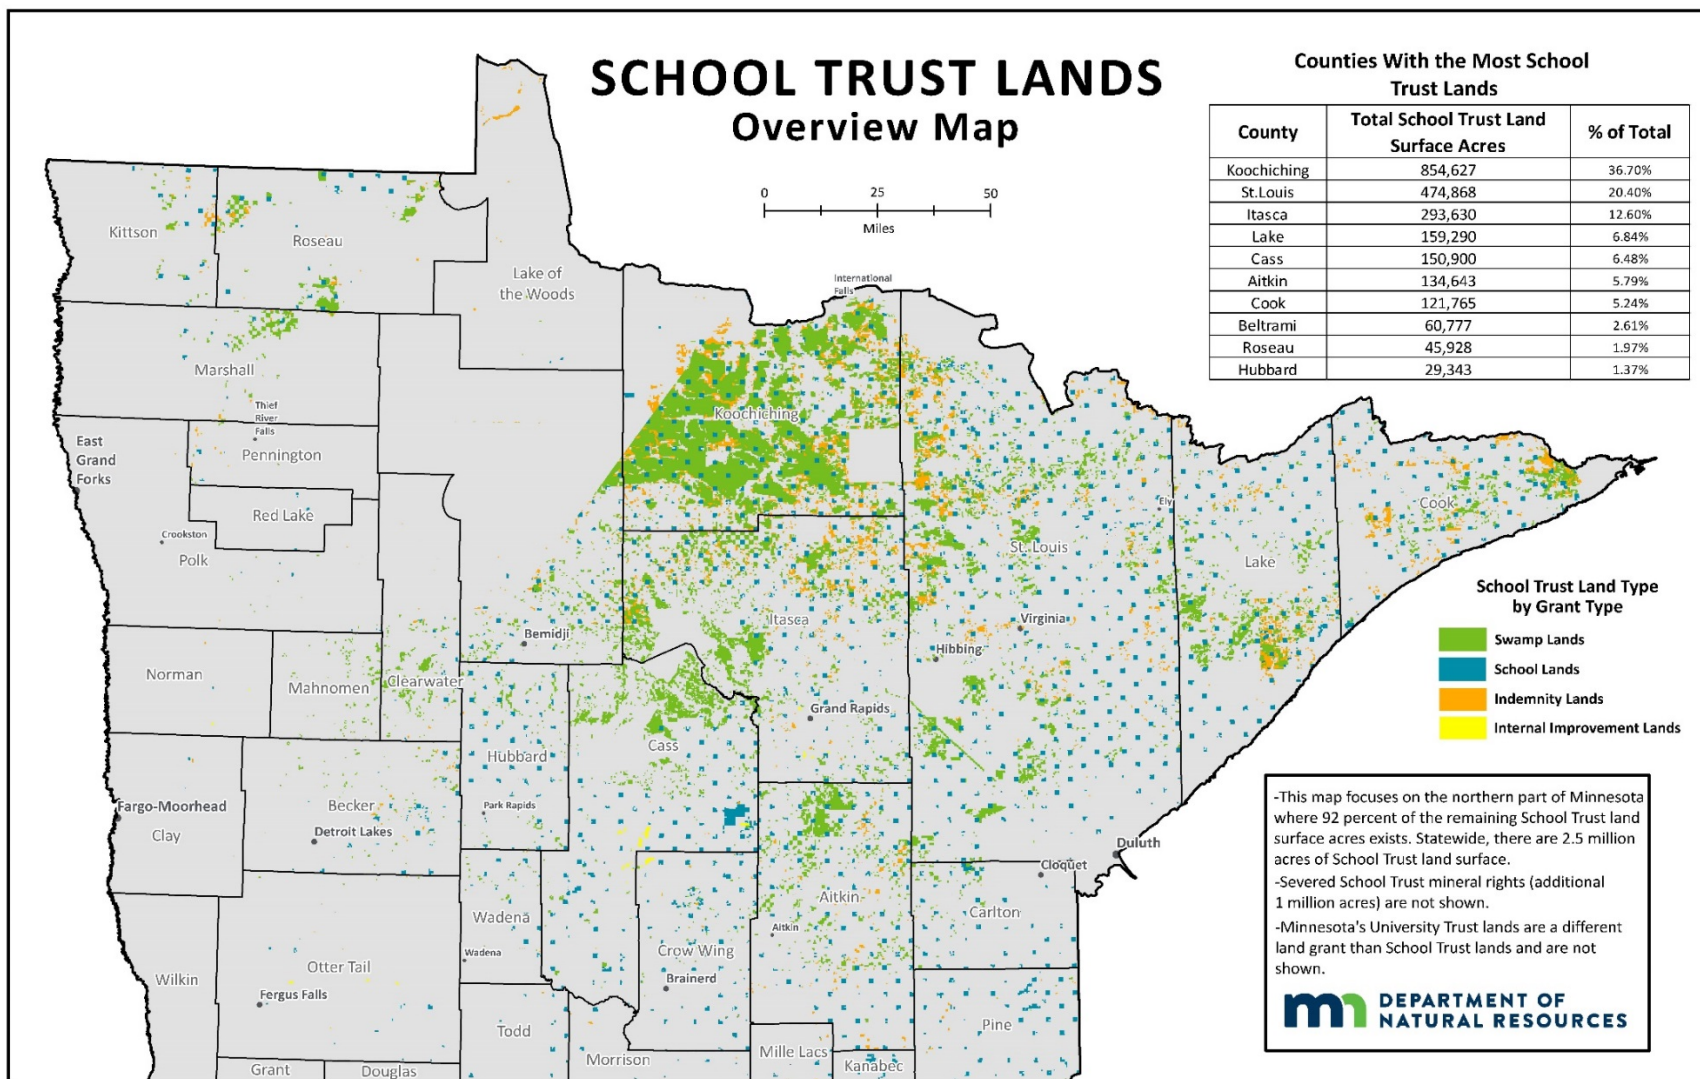 SCHOOL TRUST LANDS
Overview Map
0 25 50
Miles
Counties With the Most School
Trust Lands
County Total School Trust Land Surface Acres % of Total
Koochiching 854,627 36.70%
St.Louis 474,868 20.40%
Itasca 293,630 12.60%
Lake 159,290 6.84%
Cass 150,900 6.48%
Aitkin 134,643 5.79%
Cook 121,765 5.24%
Beltrami 60,777 2.61%
Roseau 45,928 1.97%
Hubbard 29,343 1.37%
Kittson
Roseau
Lake of
the Woods
International
Falls
Marshall
Koochiching
Thief
River
Falls
East
Grand
Forks
Pennington
Red Lake
Crookston
Polk
Ely
Cook
St. Louis
Lake
Itasca
Virginia
Bemidji
Hibbing
Norman
Mahnomen
Clearwater
Grand Rapids
Hubbard
Cass
Fargo-Moorhead
Clay
Becker
Detroit Lakes
Park Rapids
Duluth
Cloquet
Wadena
Wadena
Aitkin
Aitkin
Carlton
Crow Wing
Brainerd
Wilkin
Otter Tail
Fergus Falls
Todd
Pine
Morrison
Mille Lacs
Kanabec
Grant
Douglas
School Trust Land Type
by Grant Type
Swamp Lands
School Lands
Indemnity Lands
Internal Improvement Lands
-This map focuses on the northern part of Minnesota
where 92 percent of the remaining School Trust land
surface acres exists. Statewide, there are 2.5 million
acres of School Trust land surface.
-Severed School Trust mineral rights (additional
1 million acres) are not shown.
-Minnesota's University Trust lands are a different
land grant than School Trust lands and are not
shown.
mn DEPARTMENT OF
NATURAL RESOURCES